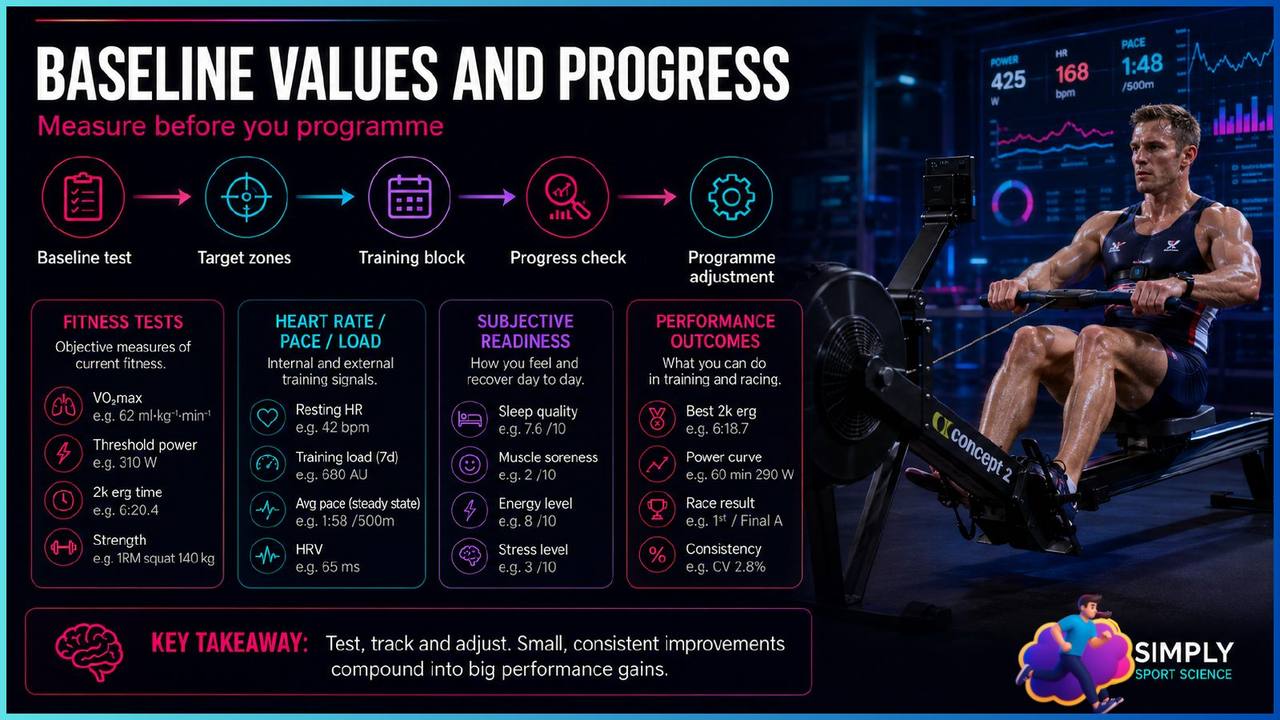 BASELINE VALUES AND PROGRESS
Measure before you programme
Baseline test
Target zones
Training block
Progress check
Programme
adjustment
FITNESS TESTS
Objective measures of
current fitness.
VO₂max
e.g. 62 ml·kg⁻¹·min⁻¹
Threshold power
e.g. 310 W
2k erg time
e.g. 6:20.4
Strength
e.g. 1RM squat 140 kg
HEART RATE /
PACE / LOAD
Internal and external
training signals.
Resting HR
e.g. 42 bpm
Training load (7d)
e.g. 680 AU
Avg pace (steady state)
e.g. 1:58 /500m
HRV
e.g. 65 ms
SUBJECTIVE
READINESS
How you feel and
recover day to day.
Sleep quality
e.g. 7.6 /10
Muscle soreness
e.g. 2 /10
Energy level
e.g. 8 /10
Stress level
e.g. 3 /10
PERFORMANCE
OUTCOMES
What you can do
in training and racing.
Best 2k erg
e.g. 6:18.7
Power curve
e.g. 60 min 290 W
Race result
e.g. 1ˢᵗ / Final A
Consistency
e.g. CV 2.8%
KEY TAKEAWAY: Test, track and adjust. Small, consistent improvements
compound into big performance gains.
POWER
425
W
HR
168
bpm
PACE
1:48
/500m
concept 2
SIMPLY
SPORT SCIENCE